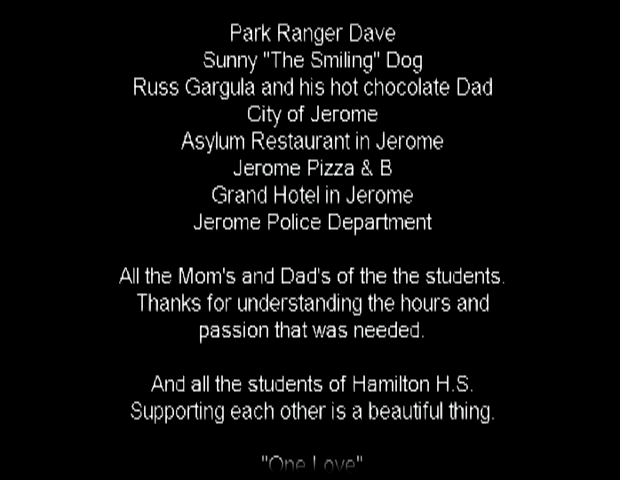 Park Ranger Dave
Sunny "The Smiling" Dog
Russ Gargula and his hot chocolate Dad
City of Jerome
Asylum Restaurant in Jerome
Jerome Pizza & B
Grand Hotel in Jerome
Jerome Police Department
All the Mom's and Dad's of the the students.
Thanks for understanding the hours and
passion that was needed.
And all the students of Hamilton H.S.
Supporting each other is a beautiful thing.
"One Love"